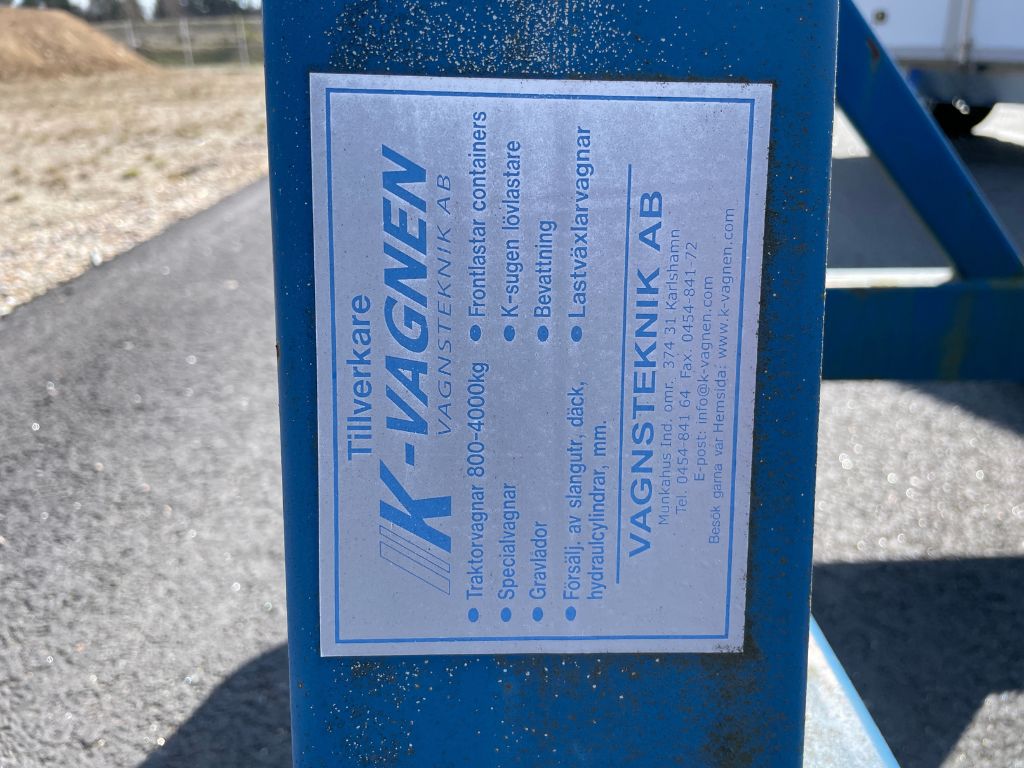 Tillverkare
K-VAGNEN
VAGNSTEKNIK AB
● Traktorvagnar 800-4000kg
● Specialvagnar
● Gravlådor
● Försälj. av slangutr, däck,
hydraulcylindrar, mm.
● Frontlastar containers
● K-sugen lövlastare
● Bevattning
● Lastväxlarvagnar
VAGNSTEKNIK AB
Munkahus Ind. omr. 374 31 Karlshamn
Tel. 0454-841 64 Fax. 0454-841-72
E-post: info@k-vagnen.com
Besök gärna vår Hemsida: www.k-vagnen.com